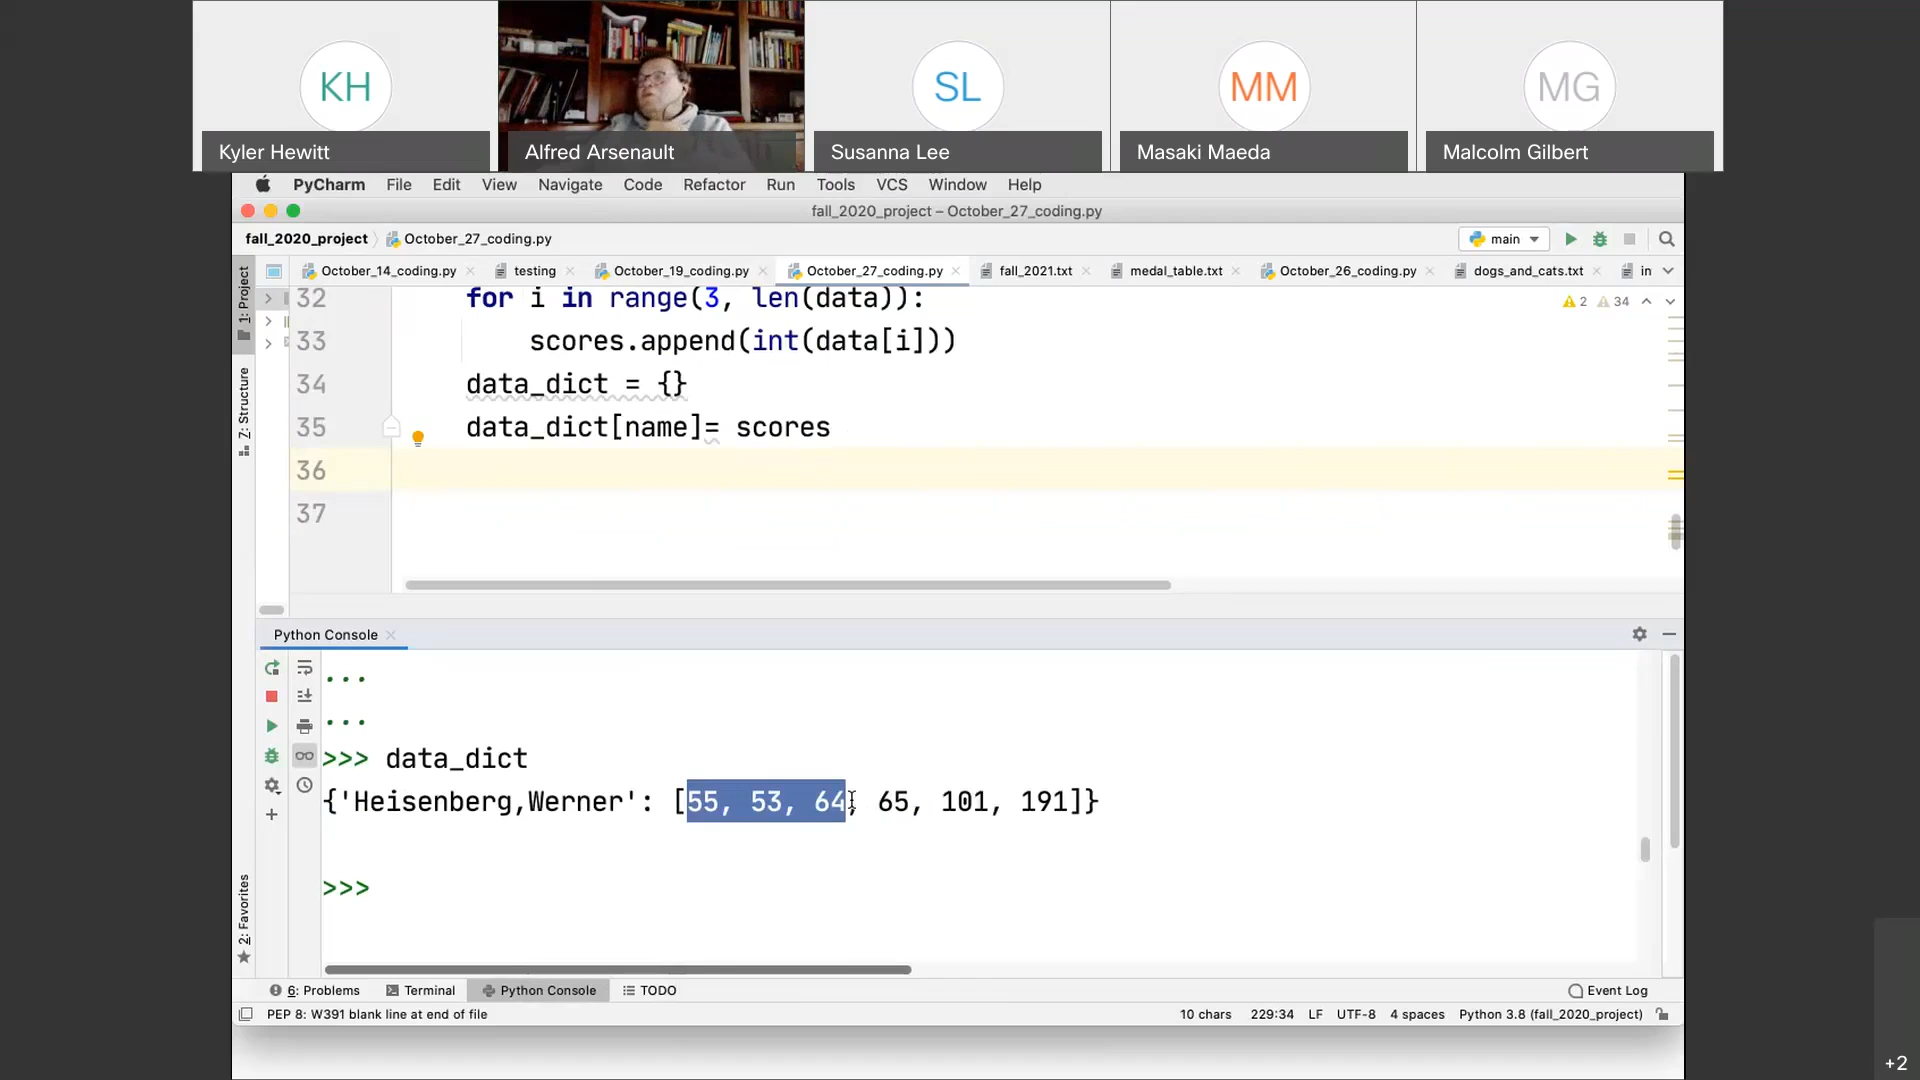 KH
SL
MM
MG
Kyler Hewitt
Alfred Arsenault
Susanna Lee
Masaki Maeda
Malcolm Gilbert
PyCharm File Edit View Navigate Code Refactor Run Tools VCS Window Help
fall_2020_project – October_27_coding.py
fall_2020_project October_27_coding.py main
October_14_coding.py testing October_19_coding.py October_27_coding.py fall_2021.txt medal_table.txt October_26_coding.py dogs_and_cats.txt in
1: Project
Z: Structure
2: Favorites
2 34
32 for i in range(3, len(data)):
33 scores.append(int(data[i]))
34 data_dict = {}
35 data_dict[name]= scores
36
37
Python Console
...
...
>>> data_dict
{'Heisenberg,Werner': [55, 53, 64, 65, 101, 191]}
>>>
6: Problems Terminal Python Console TODO Event Log
PEP 8: W391 blank line at end of file 10 chars 229:34 LF UTF-8 4 spaces Python 3.8 (fall_2020_project)
+2